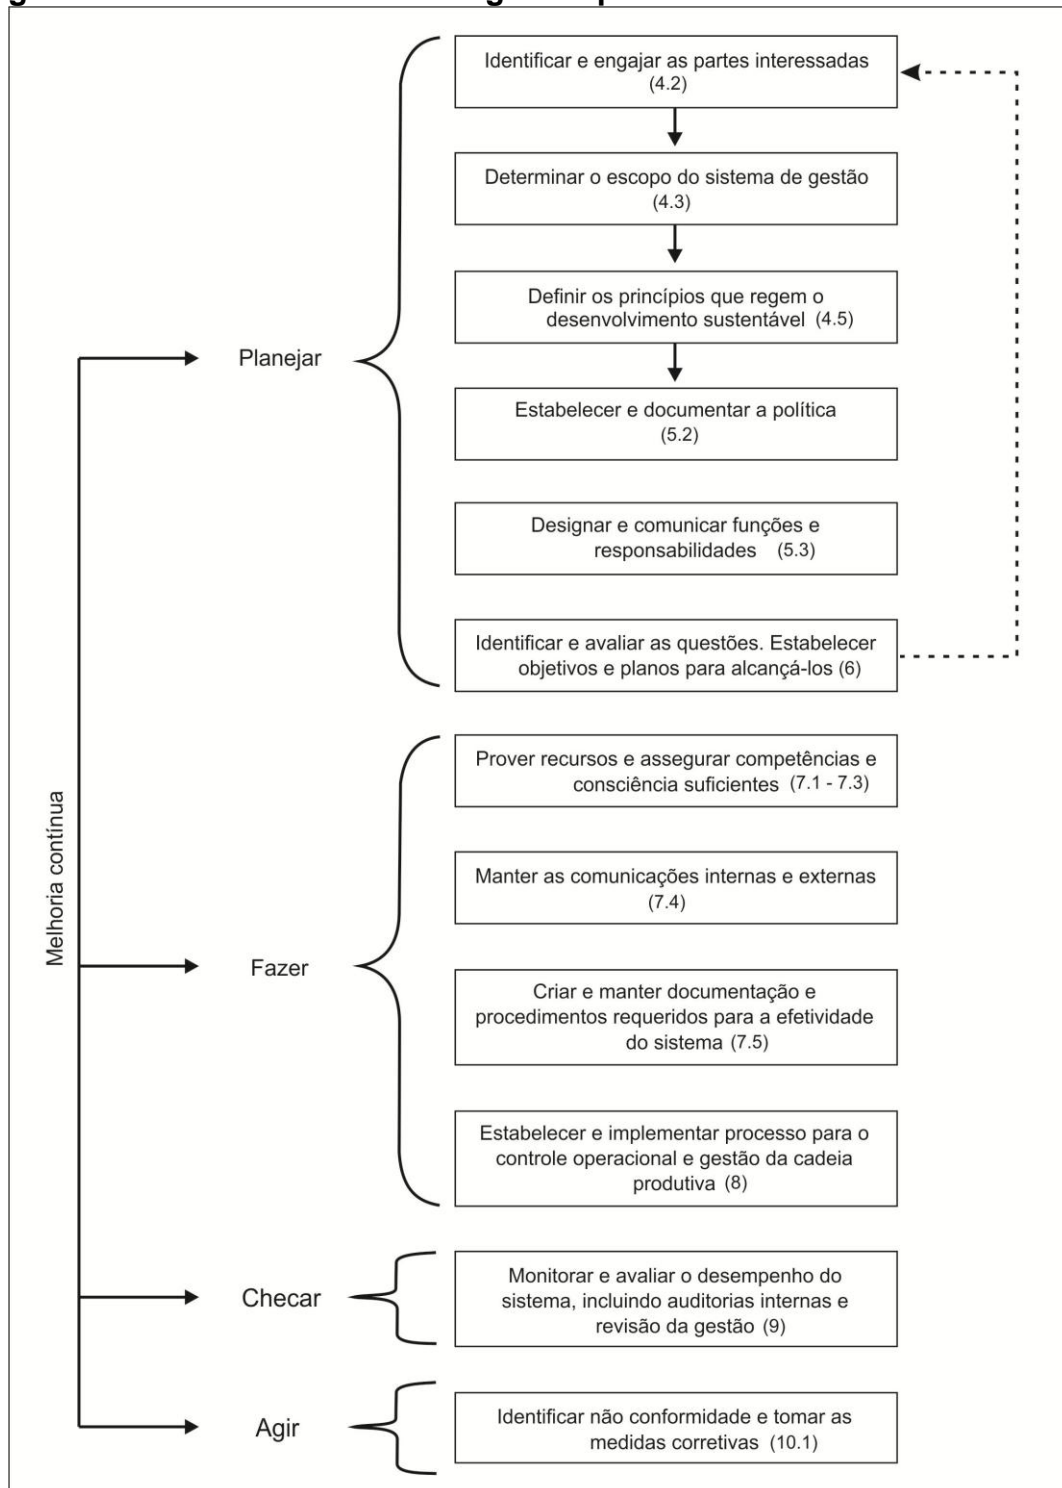 Identificar e engajar as partes interessadas
(4.2)
Determinar o escopo do sistema de gestão
(4.3)
Definir os princípios que regem o
desenvolvimento sustentável (4.5)
Planejar
Estabelecer e documentar a política
(5.2)
Designar e comunicar funções e
responsabilidades (5.3)
Identificar e avaliar as questões. Estabelecer
objetivos e planos para alcançá-los (6)
Melhoria contínua
Prover recursos e assegurar competências e
consciência suficientes (7.1 - 7.3)
Manter as comunicações internas e externas
(7.4)
Fazer
Criar e manter documentação e
procedimentos requeridos para a efetividade
do sistema (7.5)
Estabelecer e implementar processo para o
controle operacional e gestão da cadeia
produtiva (8)
Checar
Monitorar e avaliar o desempenho do
sistema, incluindo auditorias internas e
revisão da gestão (9)
Agir
Identificar não conformidade e tomar as
medidas corretivas (10.1)